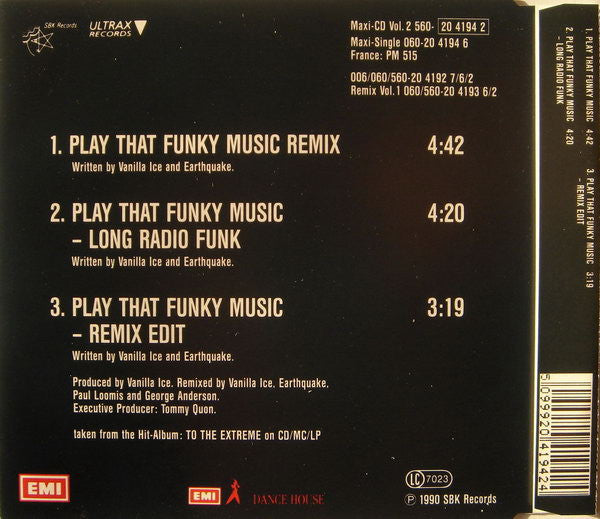 SBK Records
ULTRAX
RECORDS
Maxi-CD Vol. 2 560- 20 4194 2
Maxi-Single 060-20 4194 6
France: PM 515
006/060/560-20 4192 7/6/2
Remix Vol.1 060/560-20 4193 6/2
1. PLAY THAT FUNKY MUSIC REMIX 4:42
Written by Vanilla Ice and Earthquake.
2. PLAY THAT FUNKY MUSIC 4:20
– LONG RADIO FUNK
Written by Vanilla Ice and Earthquake.
3. PLAY THAT FUNKY MUSIC 3:19
– REMIX EDIT
Written by Vanilla Ice and Earthquake.
Produced by Vanilla Ice. Remixed by Vanilla Ice. Earthquake.
Paul Loomis and George Anderson.
Executive Producer: Tommy Quon.
taken from the Hit-Album: TO THE EXTREME on CD/MC/LP
EMI
EMI DANCE HOUSE
LC 7023
℗ 1990 SBK Records
1. PLAY THAT FUNKY MUSIC 4:42
2. PLAY THAT FUNKY MUSIC 4:20
– LONG RADIO FUNK
3. PLAY THAT FUNKY MUSIC 3:19
– REMIX EDIT
5 099920 419424